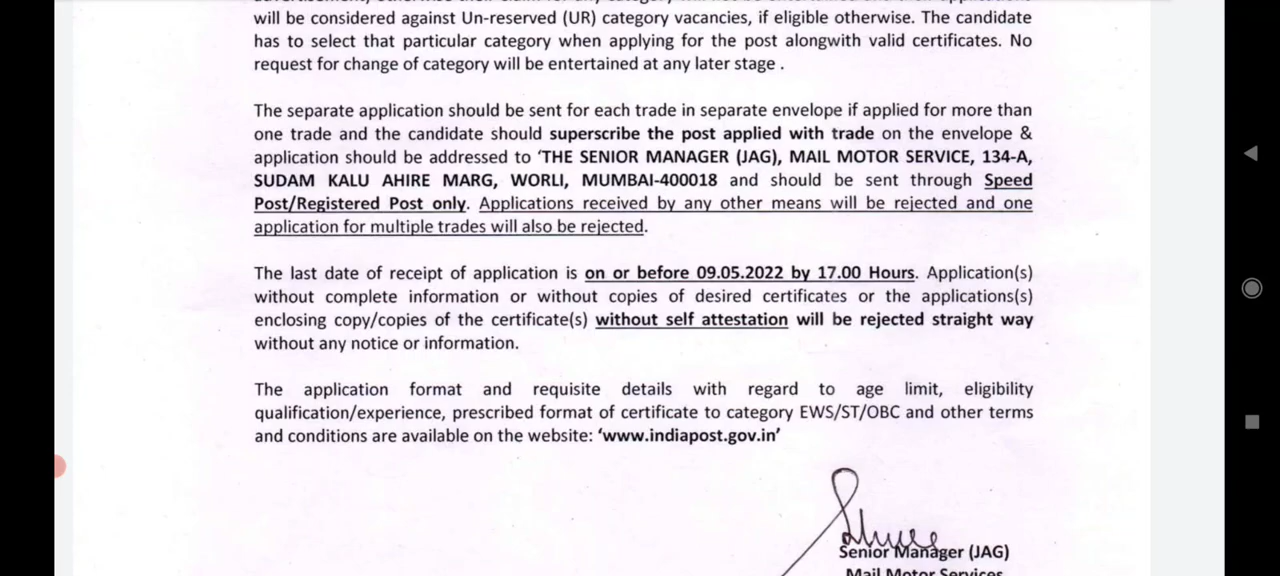 will be considered against Un-reserved (UR) category vacancies, if eligible otherwise. The candidate
has to select that particular category when applying for the post alongwith valid certificates. No
request for change of category will be entertained at any later stage .
The separate application should be sent for each trade in separate envelope if applied for more than
one trade and the candidate should superscribe the post applied with trade on the envelope &
application should be addressed to ‘THE SENIOR MANAGER (JAG), MAIL MOTOR SERVICE, 134-A,
SUDAM KALU AHIRE MARG, WORLI, MUMBAI-400018 and should be sent through Speed
Post/Registered Post only. Applications received by any other means will be rejected and one
application for multiple trades will also be rejected.
The last date of receipt of application is on or before 09.05.2022 by 17.00 Hours. Application(s)
without complete information or without copies of desired certificates or the applications(s)
enclosing copy/copies of the certificate(s) without self attestation will be rejected straight way
without any notice or information.
The application format and requisite details with regard to age limit, eligibility
qualification/experience, prescribed format of certificate to category EWS/ST/OBC and other terms
and conditions are available on the website: ‘www.indiapost.gov.in’
Senior Manager (JAG)
Mail Motor Services